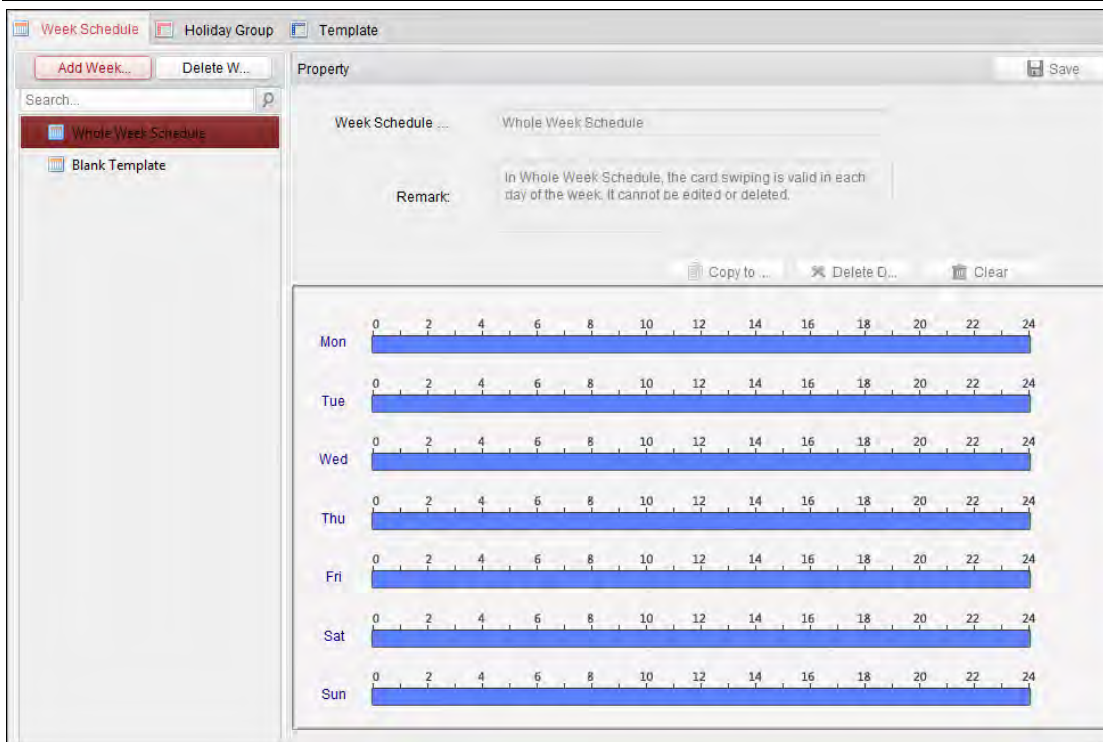 Week Schedule Holiday Group Template
Add Week... Delete W... Property Save
Search...
Whole Week Schedule
Blank Template
Week Schedule ... Whole Week Schedule
Remark: In Whole Week Schedule, the card swiping is valid in each
day of the week. It cannot be edited or deleted.
Copy to ... Delete D... Clear
0 2 4 6 8 10 12 14 16 18 20 22 24
Mon
0 2 4 6 8 10 12 14 16 18 20 22 24
Tue
0 2 4 6 8 10 12 14 16 18 20 22 24
Wed
0 2 4 6 8 10 12 14 16 18 20 22 24
Thu
0 2 4 6 8 10 12 14 16 18 20 22 24
Fri
0 2 4 6 8 10 12 14 16 18 20 22 24
Sat
0 2 4 6 8 10 12 14 16 18 20 22 24
Sun